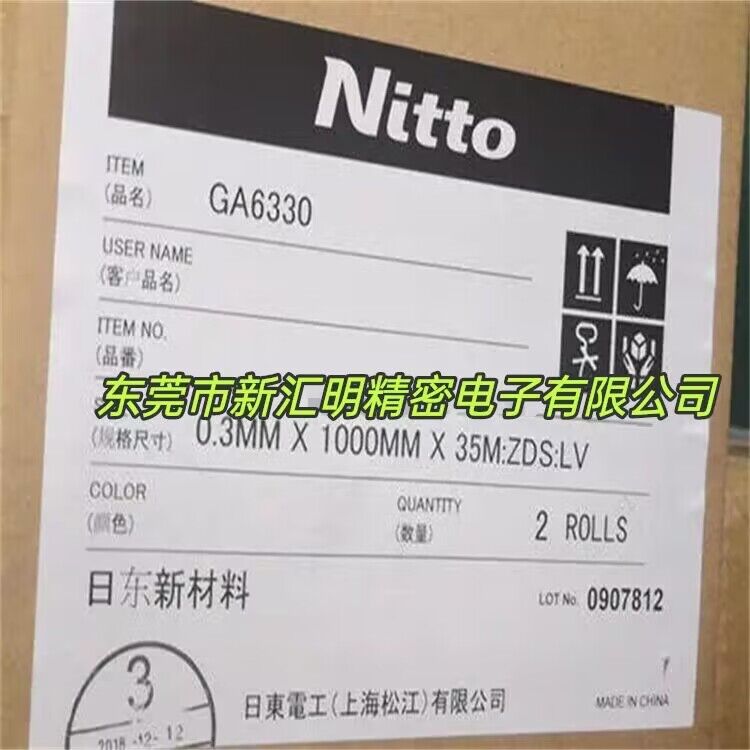 Nitto
ITEM
(品名)
GA6330
USER NAME
(客户品名)
ITEM NO.
(品番)
东莞市新汇明精密电子有限公司
(规格尺寸) 0.3MM X 1000MM X 35M:ZDS:LV
COLOR
(颜色)
QUANTITY
(数量)
2 ROLLS
日东新材料
LOT No. 0907812
3
2018-12-12
日東電工(上海松江)有限公司
MADE IN CHINA